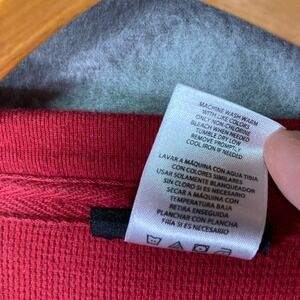 MACHINE WASH WARM
WITH LIKE COLORS
ONLY NON-CHLORINE
BLEACH WHEN NEEDED
TUMBLE DRY LOW
REMOVE PROMPTLY
COOL IRON IF NEEDED
LAVAR A MÁQUINA CON AGUA TIBIA
CON COLORES SIMILARES
USAR SOLAMENTE BLANQUEADOR
SIN CLORO SI ES NECESARIO
SECAR A MÁQUINA CON
TEMPERATURA BAJA
RETIRA ENSEGUIDA
PLANCHAR CON PLANCHA
FRÍA SI ES NECESARIO